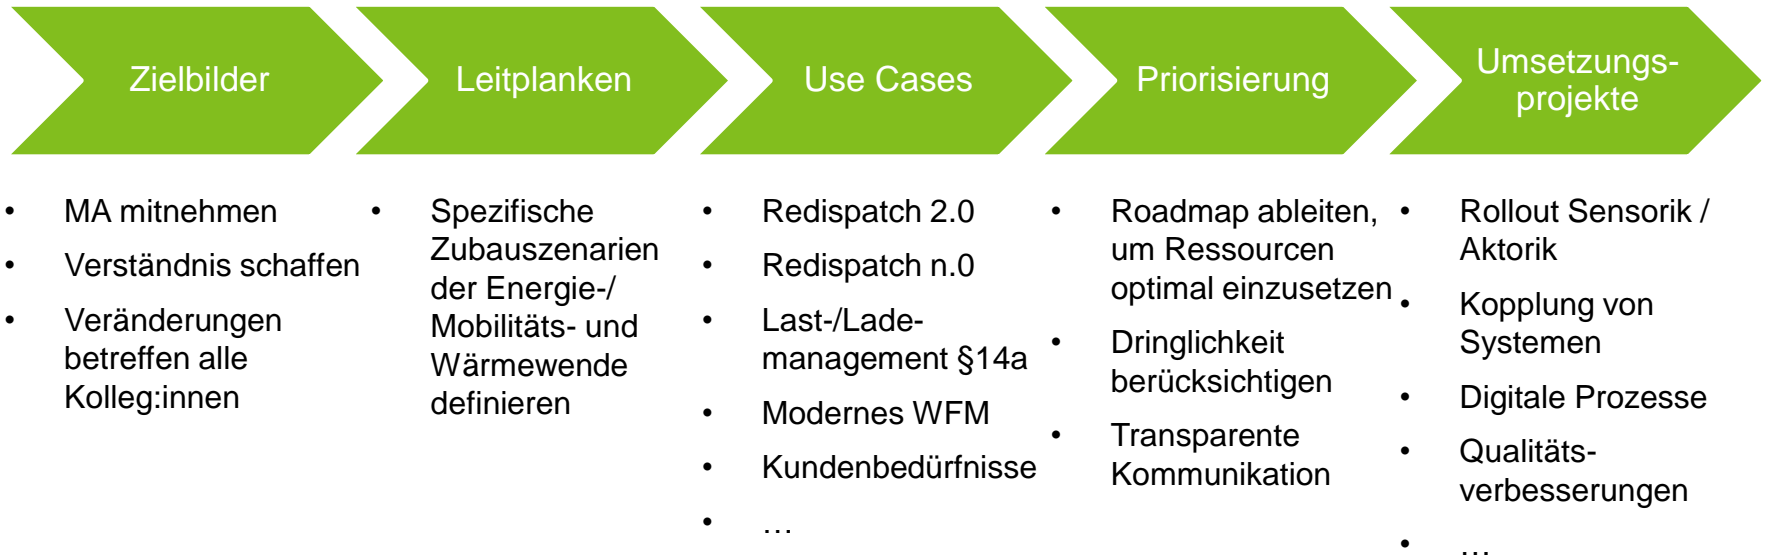 Zielbilder
Leitplanken
Use Cases
Priorisierung
Umsetzungs-
projekte
• MA mitnehmen
• Verständnis schaffen
• Veränderungen
betreffen alle
Kolleg:innen
• Spezifische
Zubauszenarien
der Energie-/
Mobilitäts- und
Wärmewende
definieren
• Redispatch 2.0
• Redispatch n.0
• Last-/Lade-
management §14a
• Modernes WFM
• Kundenbedürfnisse
• …
• Roadmap ableiten,
um Ressourcen
optimal einzusetzen
• Dringlichkeit
berücksichtigen
• Transparente
Kommunikation
• Rollout Sensorik /
Aktorik
• Kopplung von
Systemen
• Digitale Prozesse
• Qualitäts-
verbesserungen
• …